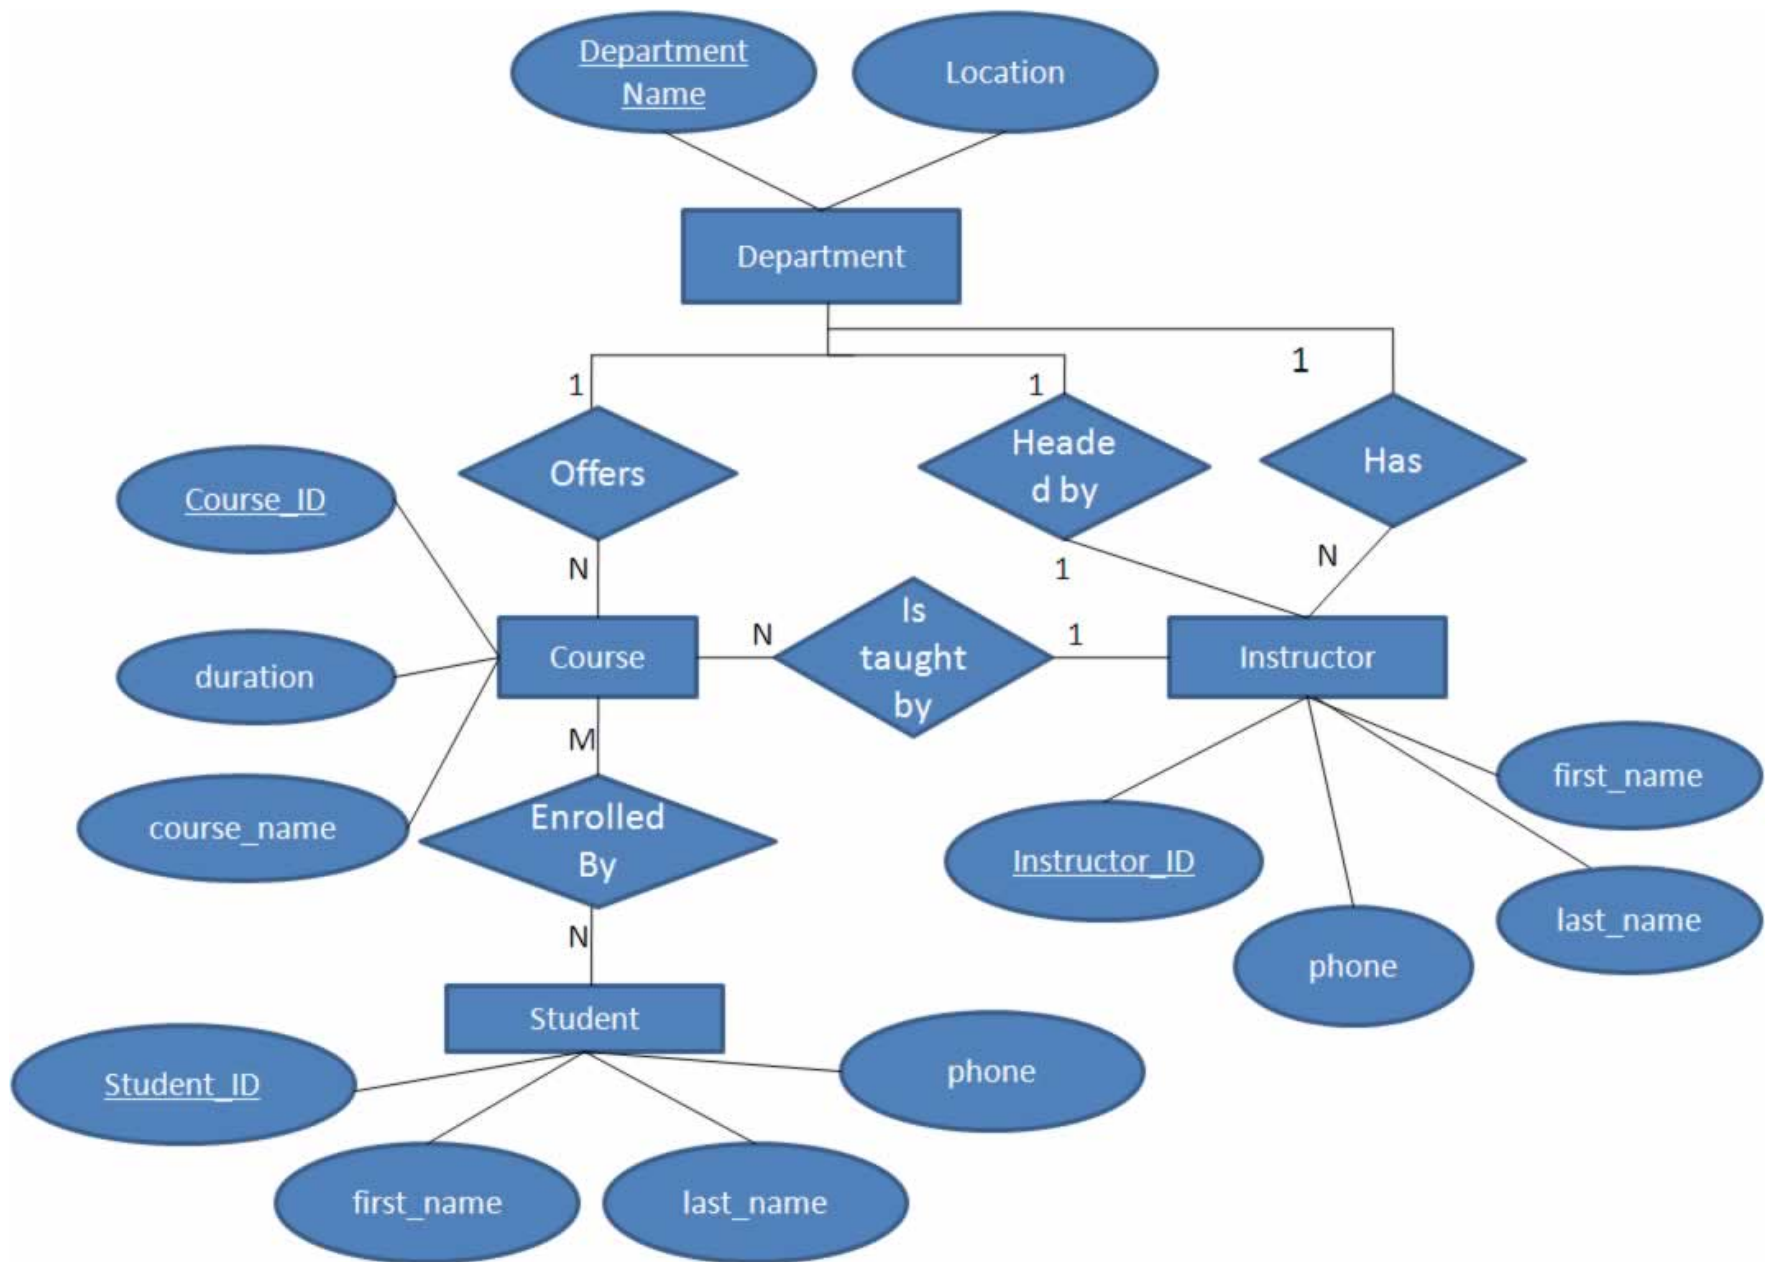 Department
Name
Location
Department
1
1
1
Offers
Heade
d by
Has
Course_ID
N
1
N
duration
Course
N
Is
taught
by
1
Instructor
course_name
M
Enrolled
By
Instructor_ID
phone
first_name
last_name
N
Student
Student_ID
first_name
last_name
phone